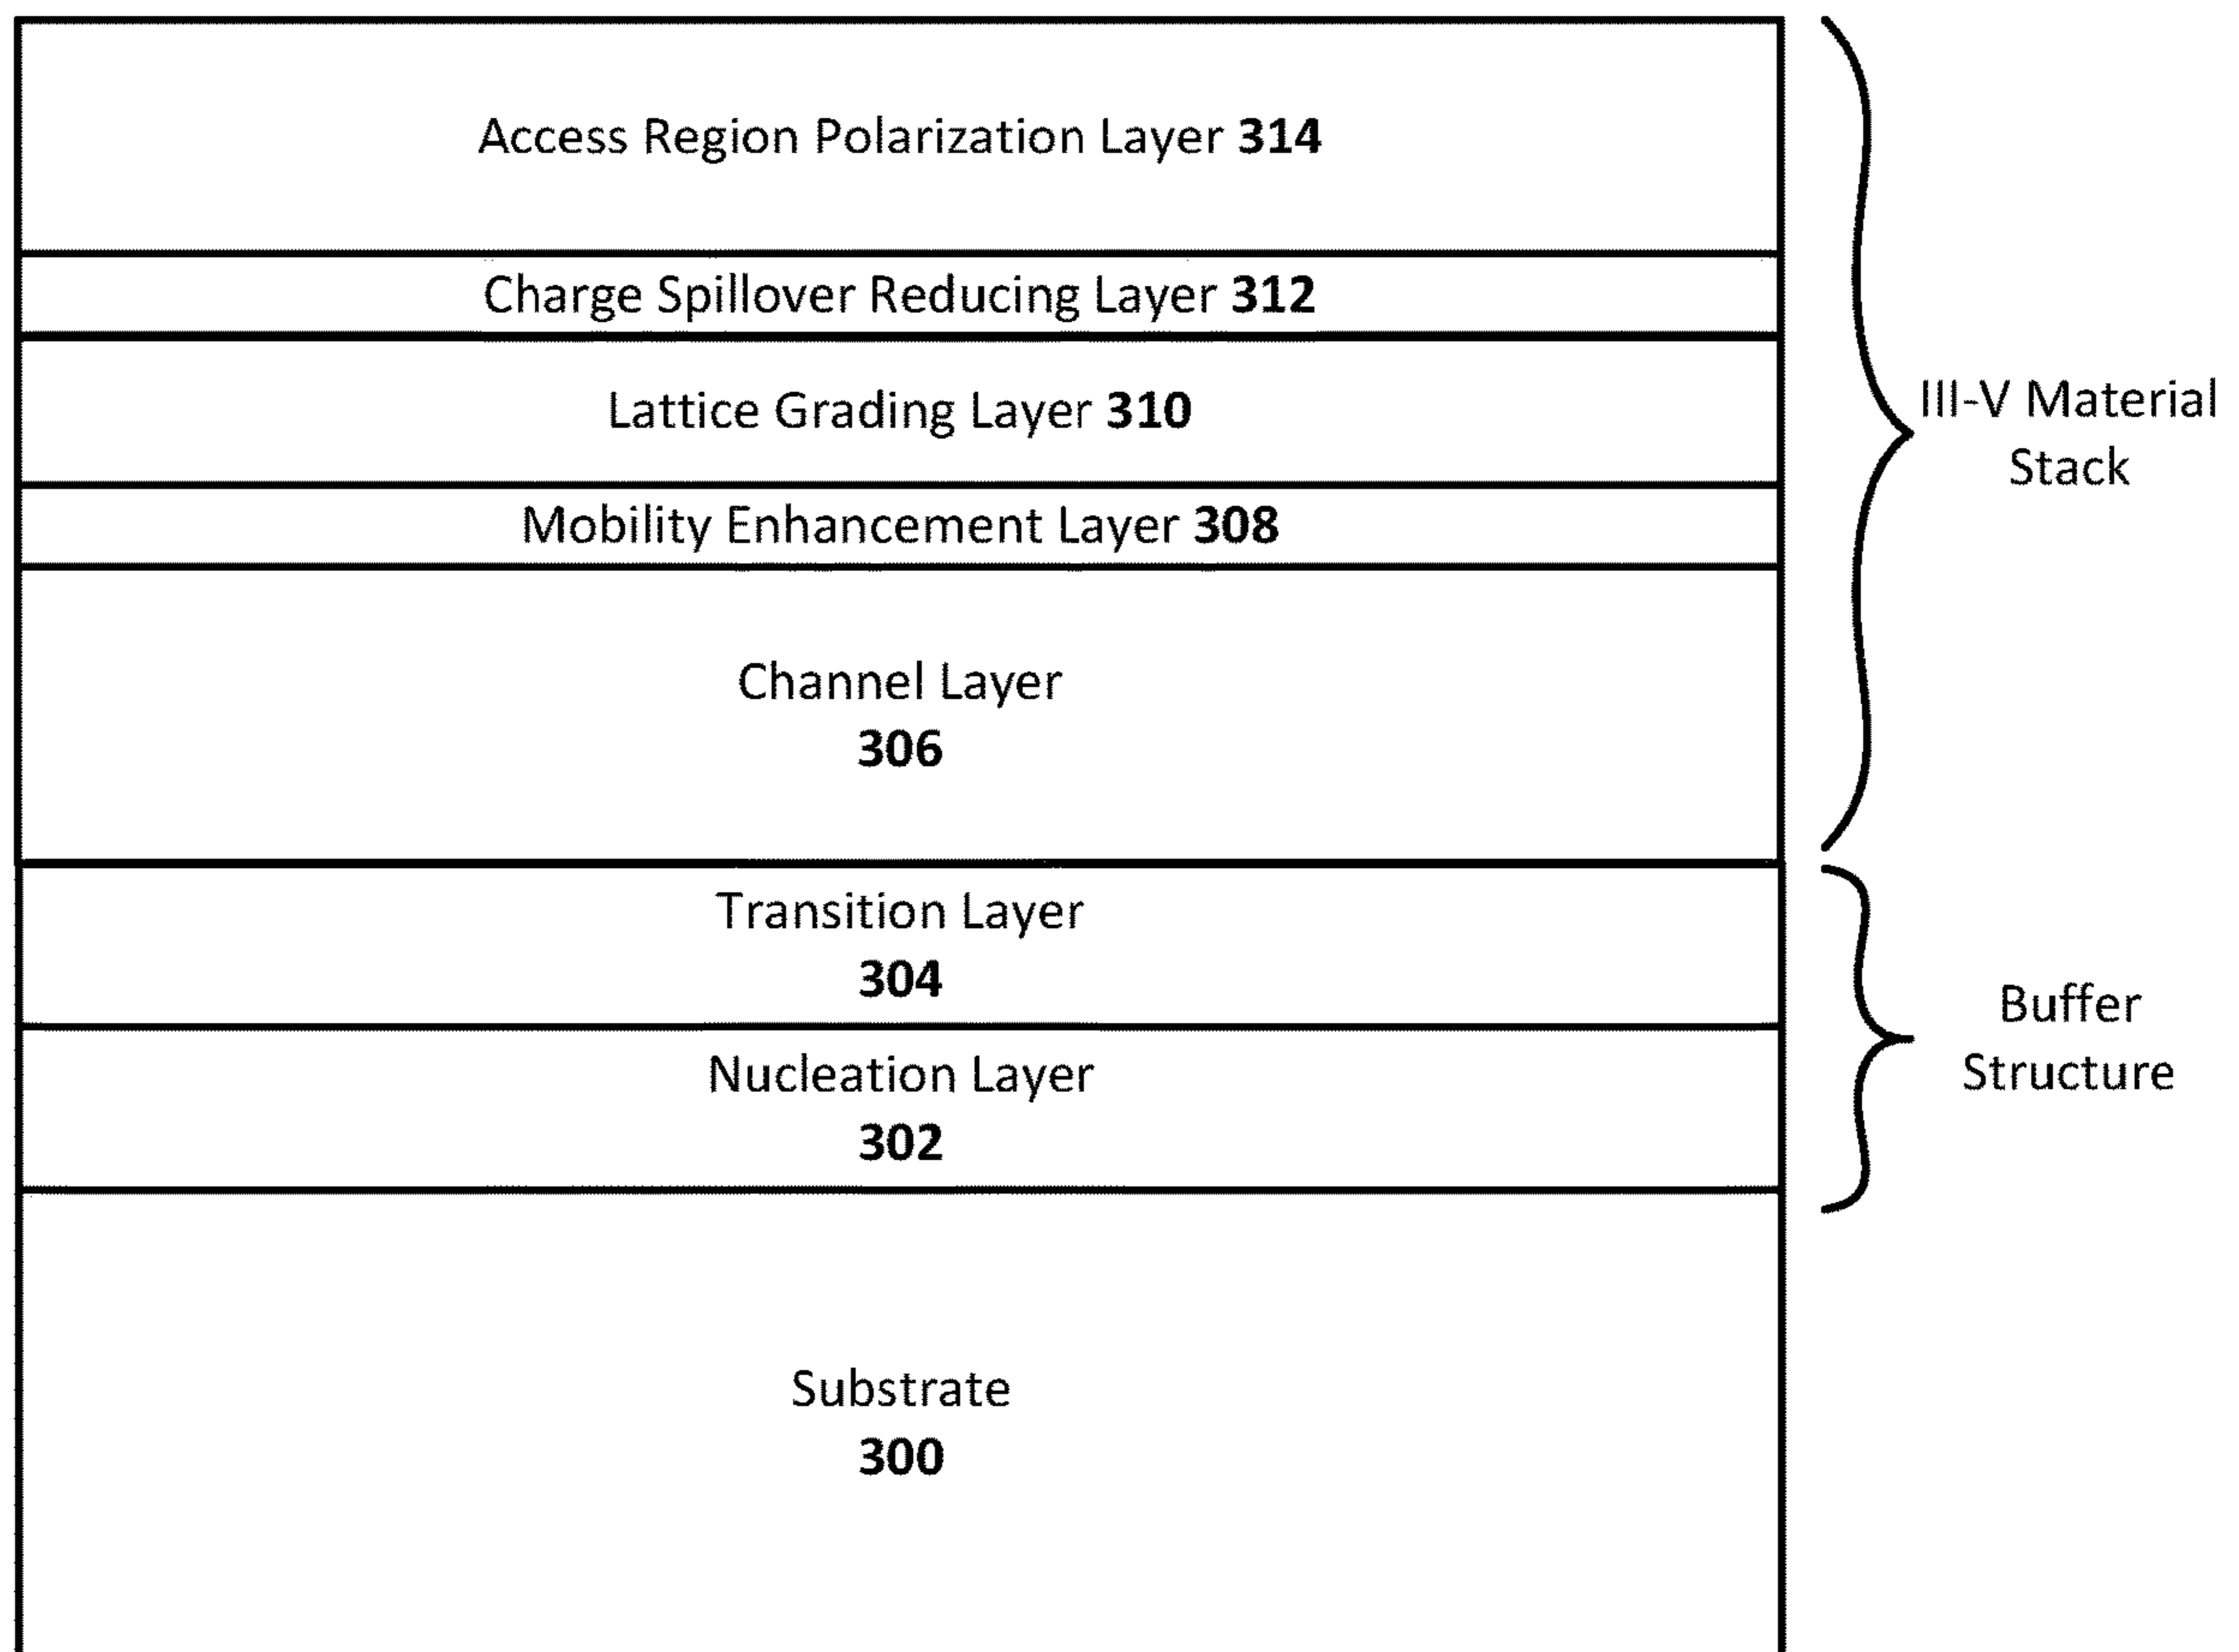 Access Region Polarization Layer 314
Charge Spillover Reducing Layer 312
Lattice Grading Layer 310
Mobility Enhancement Layer 308
Channel Layer
306
III-V Material
Stack
Transition Layer
304
Nucleation Layer
302
Buffer
Structure
Substrate
300